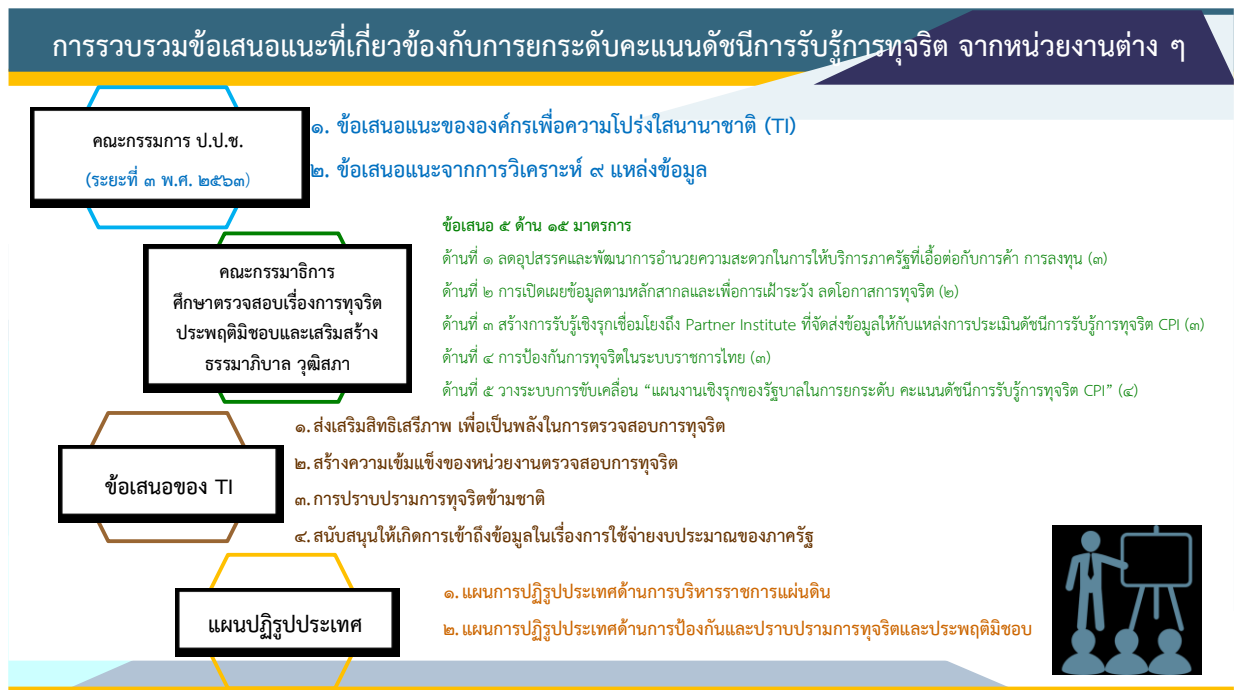 การรวบรวมข้อเสนอแนะที่เกี่ยวข้องกับการยกระดับคะแนนดัชนีการรับรู้การทุจริต จากหน่วยงานต่าง ๆ
คณะกรรมการ ป.ป.ช.
(ระยะที่ ๓ พ.ศ. ๒๕๖๓)
๑. ข้อเสนอแนะขององค์กรเพื่อความโปร่งใสนานาชาติ (TI)
๒. ข้อเสนอแนะจากการวิเคราะห์ ๙ แหล่งข้อมูล
คณะกรรมาธิการ
ศึกษาตรวจสอบเรื่องการทุจริต
ประพฤติมิชอบและเสริมสร้าง
ธรรมาภิบาล วุฒิสภา
ข้อเสนอ ๕ ด้าน ๑๕ มาตรการ
ด้านที่ ๑ ลดอุปสรรคและพัฒนาการอำนวยความสะดวกในการให้บริการภาครัฐที่เอื้อต่อกับการค้า การลงทุน (๓)
ด้านที่ ๒ การเปิดเผยข้อมูลตามหลักสากลและเพื่อการเฝ้าระวัง ลดโอกาสการทุจริต (๒)
ด้านที่ ๓ สร้างการรับรู้เชิงรุกเชื่อมโยงถึง Partner Institute ที่จัดส่งข้อมูลให้กับแหล่งการประเมินดัชนีการรับรู้การทุจริต CPI (๓)
ด้านที่ ๔ การป้องกันการทุจริตในระบบราชการไทย (๓)
ด้านที่ ๕ วางระบบการขับเคลื่อน “แผนงานเชิงรุกของรัฐบาลในการยกระดับ คะแนนดัชนีการรับรู้การทุจริต CPI” (๔)
ข้อเสนอของ TI
๑. ส่งเสริมสิทธิเสรีภาพ เพื่อเป็นพลังในการตรวจสอบการทุจริต
๒. สร้างความเข้มแข็งของหน่วยงานตรวจสอบการทุจริต
๓. การปราบปรามการทุจริตข้ามชาติ
๔. สนับสนุนให้เกิดการเข้าถึงข้อมูลในเรื่องการใช้จ่ายงบประมาณของภาครัฐ
แผนปฏิรูปประเทศ
๑. แผนการปฏิรูปประเทศด้านการบริหารราชการแผ่นดิน
๒. แผนการปฏิรูปประเทศด้านการป้องกันและปราบปรามการทุจริตและประพฤติมิชอบ